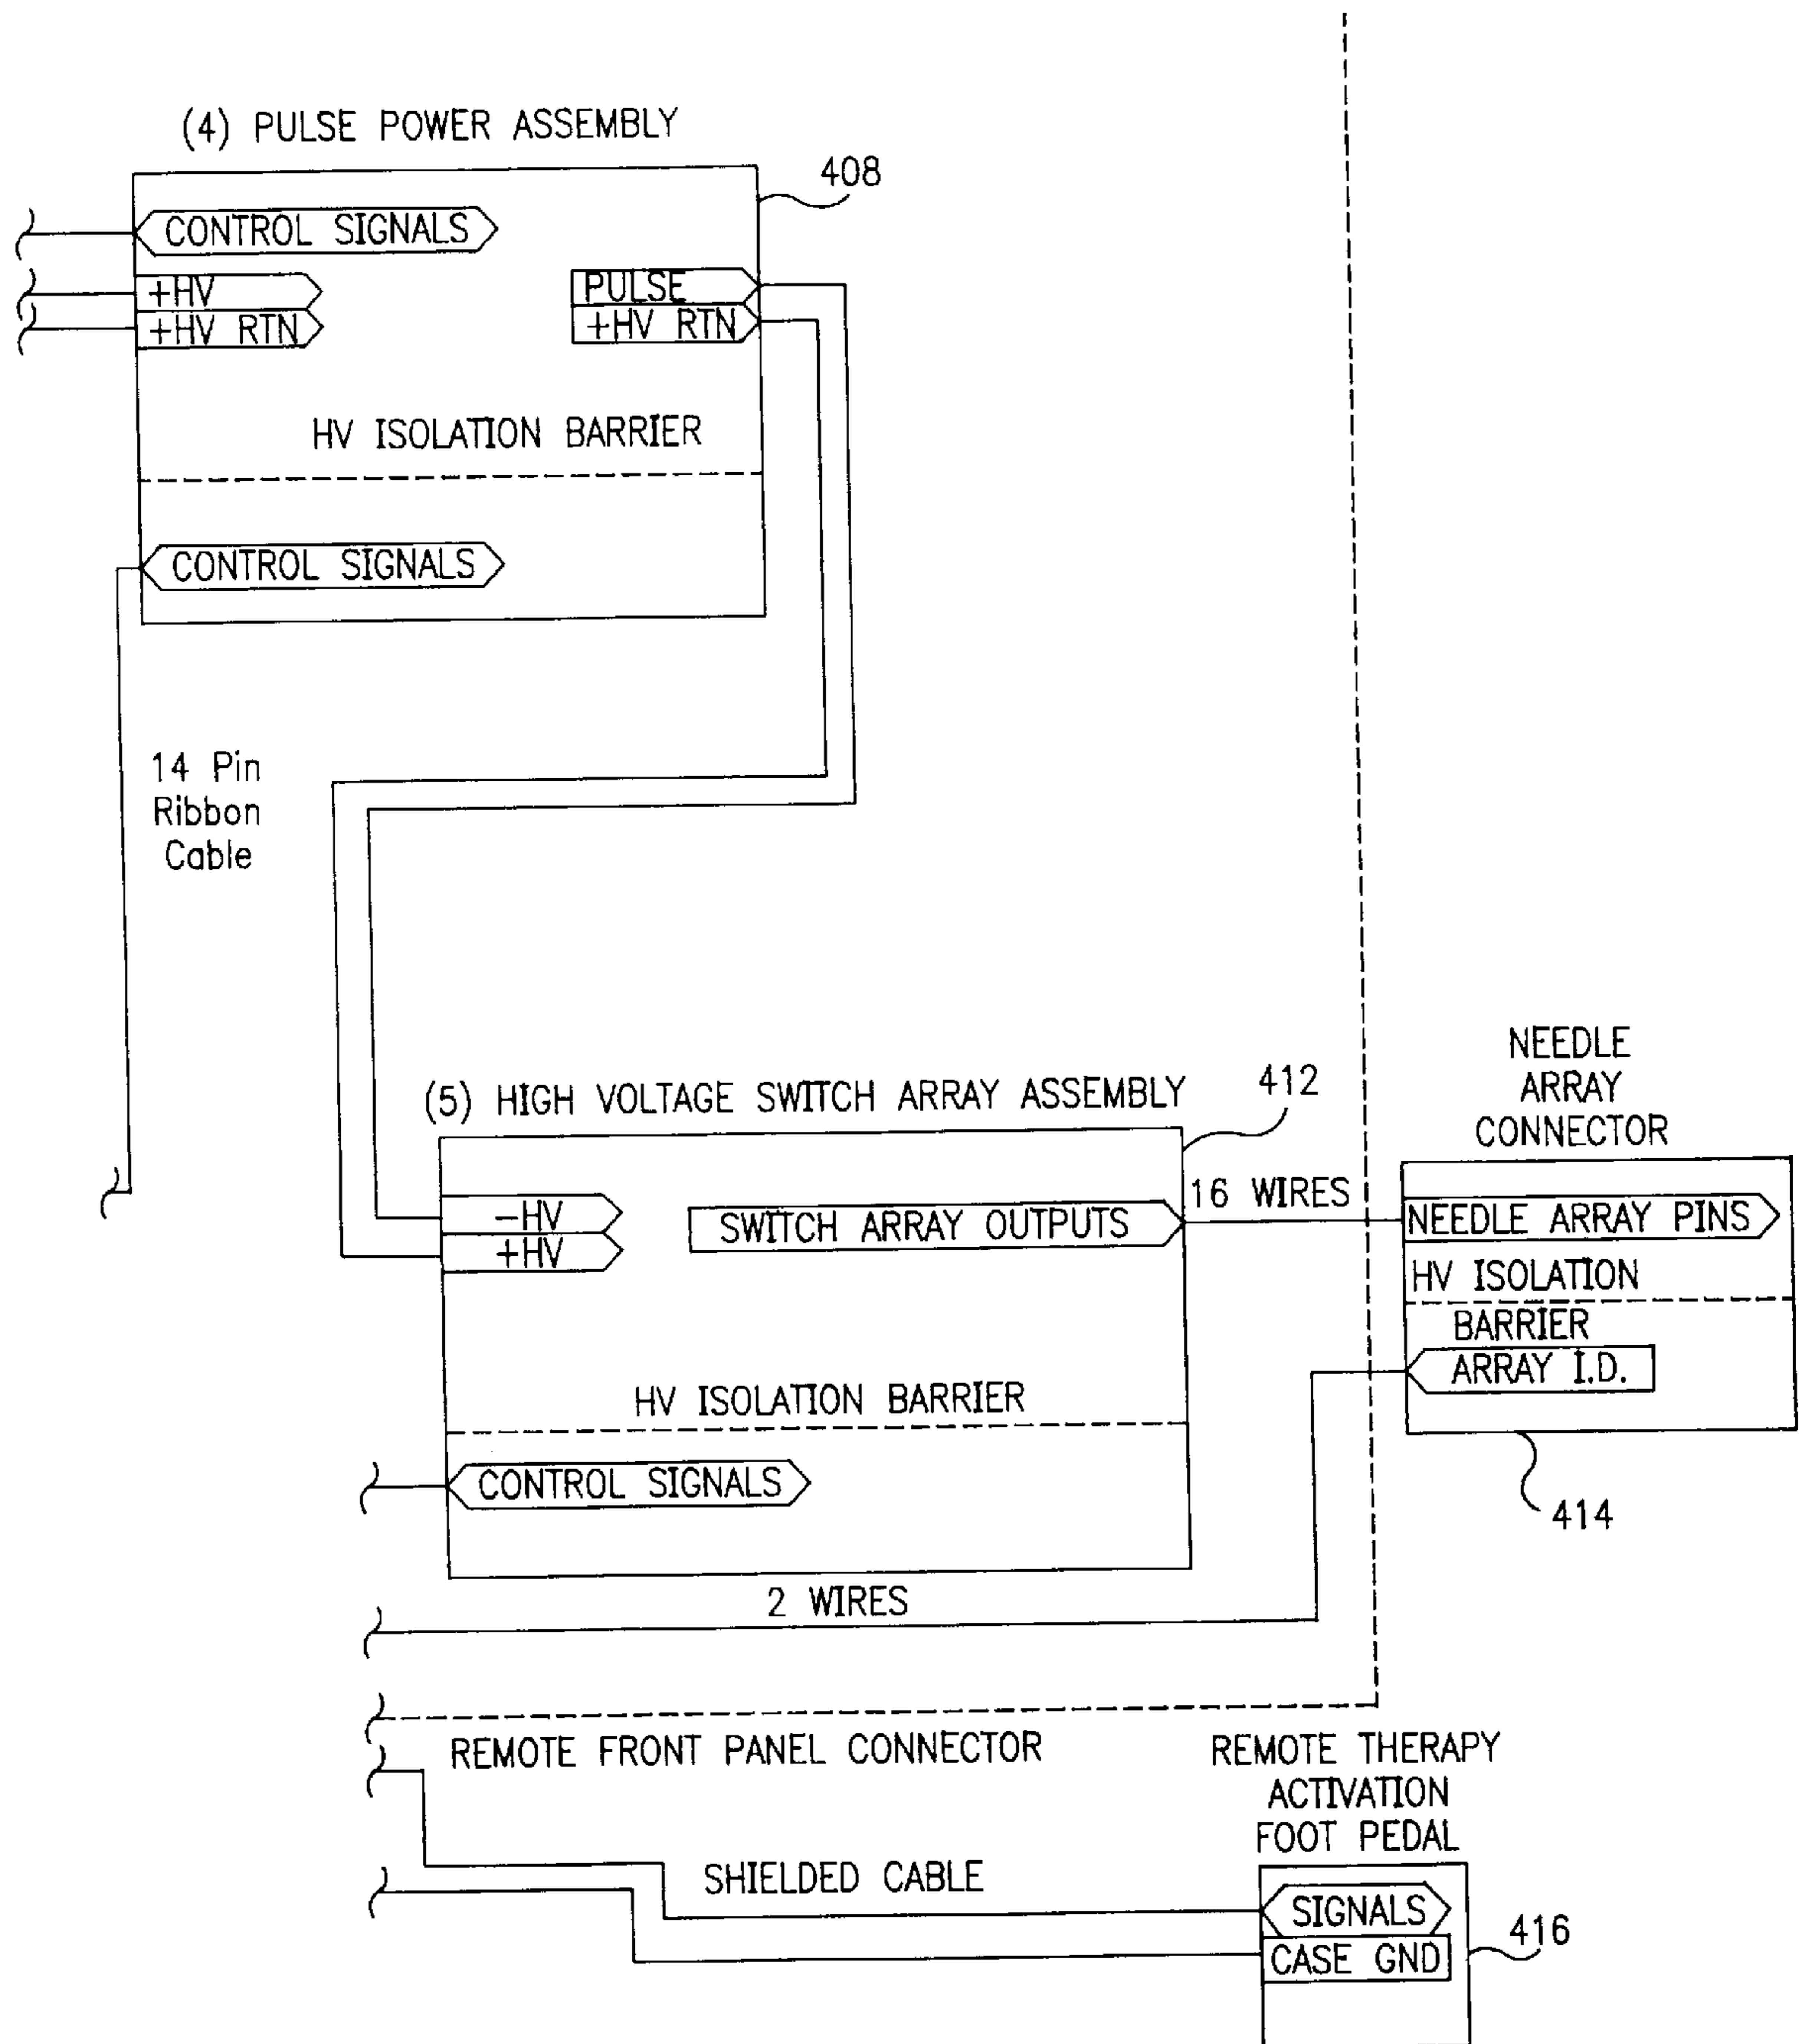 (4) PULSE POWER ASSEMBLY
408
CONTROL SIGNALS
+HV
PULSE
+HV RTN
+HV RTN
HV ISOLATION BARRIER
CONTROL SIGNALS
14 Pin
Ribbon
Cable
(5) HIGH VOLTAGE SWITCH ARRAY ASSEMBLY
412
NEEDLE
ARRAY
CONNECTOR
-HV
+HV
SWITCH ARRAY OUTPUTS
16 WIRES
NEEDLE ARRAY PINS
HV ISOLATION
BARRIER
ARRAY I.D.
414
HV ISOLATION BARRIER
CONTROL SIGNALS
2 WIRES
REMOTE FRONT PANEL CONNECTOR
REMOTE THERAPY
ACTIVATION
FOOT PEDAL
SHIELDED CABLE
SIGNALS
CASE GND
416